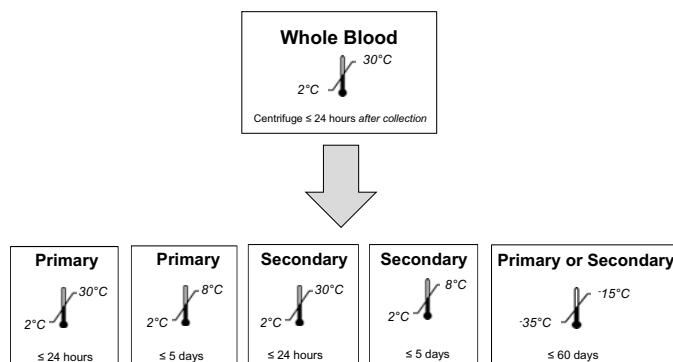 Whole Blood
30°C
2°C
Centrifuge ≤ 24 hours after collection
Primary
30°C
2°C
≤ 24 hours
Primary
8°C
2°C
≤ 5 days
Secondary
30°C
2°C
≤ 24 hours
Secondary
8°C
2°C
≤ 5 days
Primary or Secondary
-15°C
-35°C
≤ 60 days